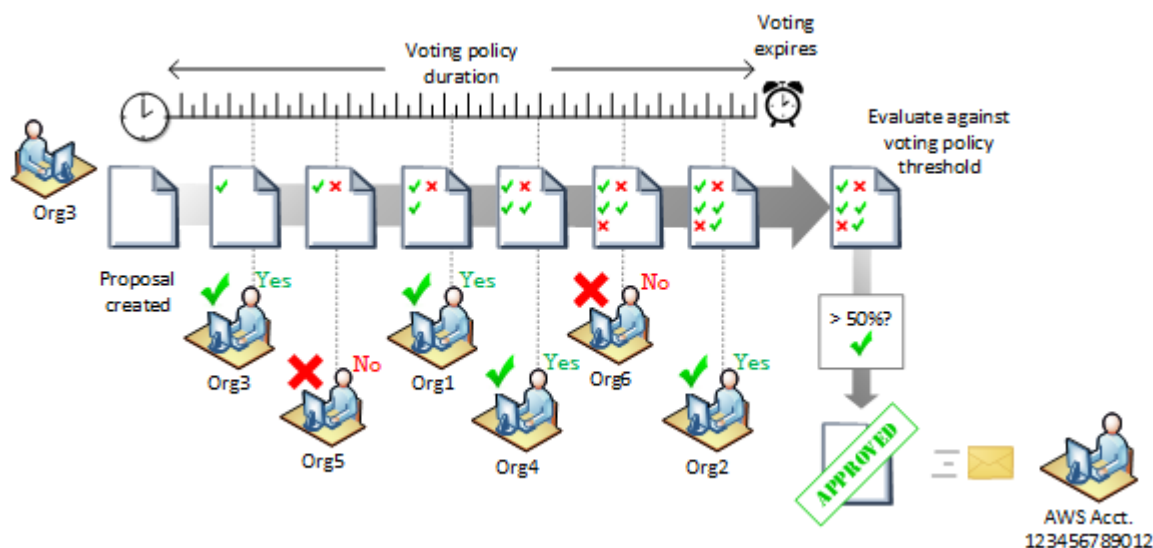 Voting policy
duration
Voting
expires
Evaluate against
voting policy
threshold
Org3
Proposal
created
Yes
Org3
No
Org5
Yes
Org1
Yes
Org4
No
Org6
Yes
Org2
> 50%?
APPROVED
AWS Acct.
123456789012